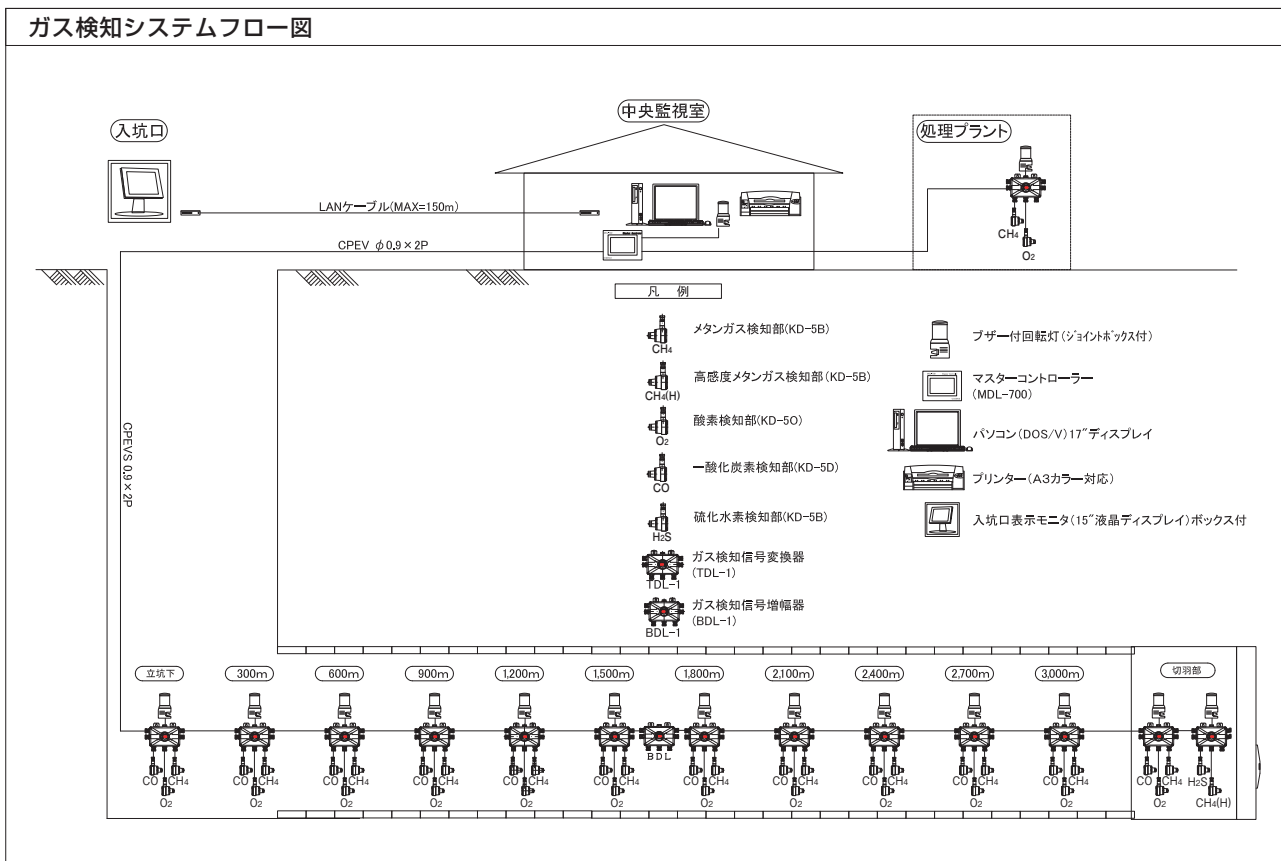 ガス検知システムフロー図
入坑口
中央監視室
処理プラント
LANケーブル(MAX=150m)
CPEV φ0.9×2P
CH4
O2
CPEVS 0.9×2P
凡 例
メタンガス検知部(KD-5B)
CH4
高感度メタンガス検知部(KD-5B)
CH4(H)
酸素検知部(KD-5O)
O2
一酸化炭素検知部(KD-5D)
CO
硫化水素検知部(KD-5B)
H2S
ガス検知信号変換器
(TDL-1)
TDL-1
ガス検知信号増幅器
(BDL-1)
BDL-1
ブザー付回転灯(ジョイントボックス付)
マスターコントローラー
(MDL-700)
パソコン(DOS/V)17″ディスプレイ
プリンター(A3カラー対応)
入坑口表示モニタ(15″液晶ディスプレイ)ボックス付
立坑下 300m 600m 900m 1,200m 1,500m 1,800m 2,100m 2,400m 2,700m 3,000m 切羽部
BDL
CO CH4 CO CH4 CO CH4 CO CH4 CO CH4 CO CH4 CO CH4 CO CH4 CO CH4 CO CH4 CO CH4 CO CH4 H2S
O2 O2 O2 O2 O2 O2 O2 O2 O2 O2 O2 O2 CH4(H)